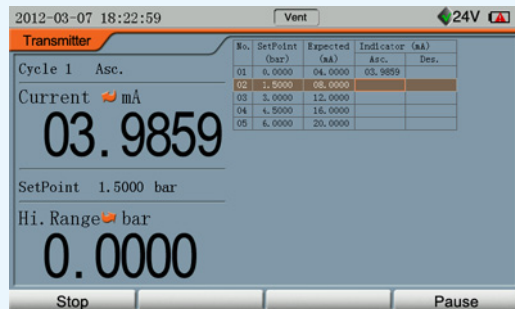 2012-03-07 18:22:59 Vent 24V
Transmitter
Cycle 1 Asc.
Current mA
03.9859
SetPoint 1.5000 bar
Hi.Range bar
0.0000
No. SetPoint Expected Indicator (mA)
(bar) (mA) Asc. Des.
01 0.0000 04.0000 03.9859
02 1.5000 08.0000
03 3.0000 12.0000
04 4.5000 16.0000
05 6.0000 20.0000
Stop Pause